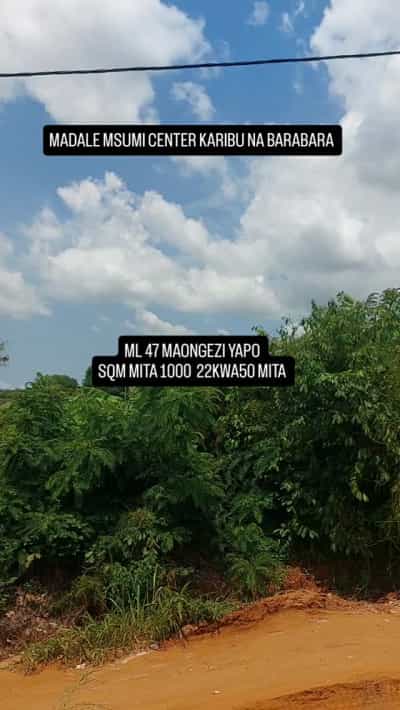 MADALE MSUMI CENTER KARIBU NA BARABARA
ML 47 MAONGEZI YAPO
SQM MITA 1000 22KWA50 MITA